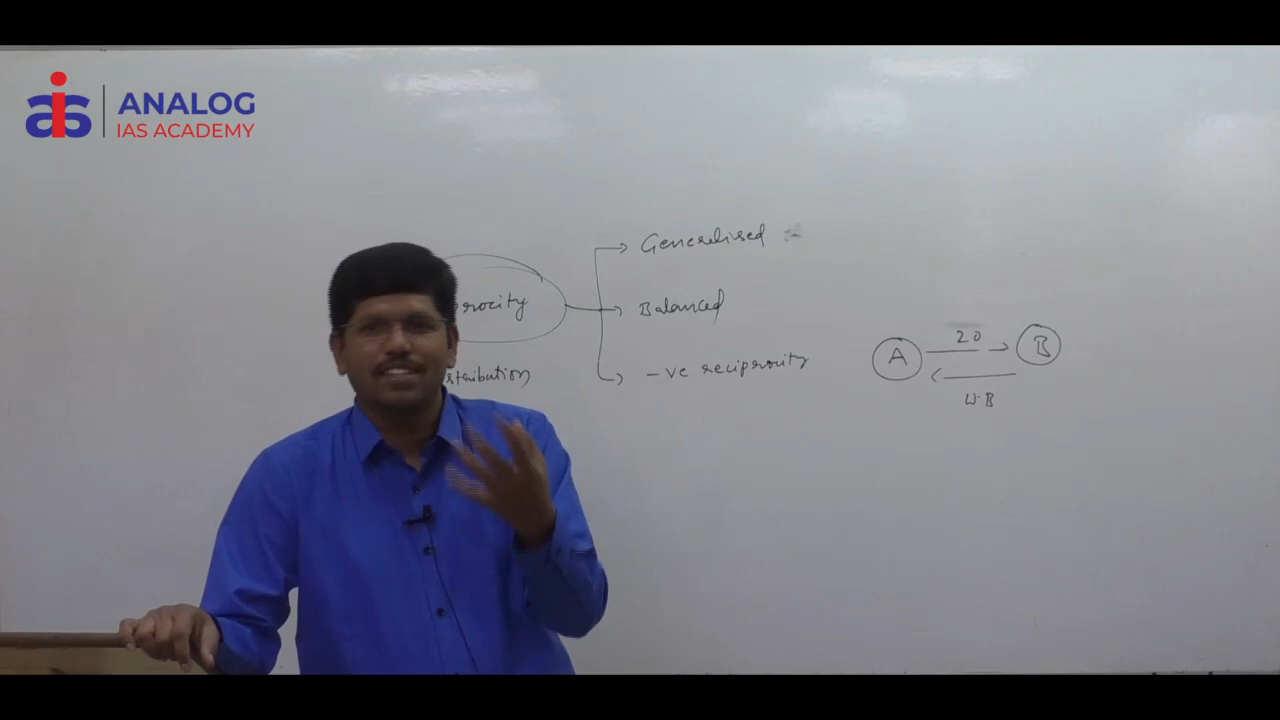 ANALOG
IAS ACADEMY
Generalised
rocity
Balanced
stribution
-ve reciprocity
A
20
B
W.B